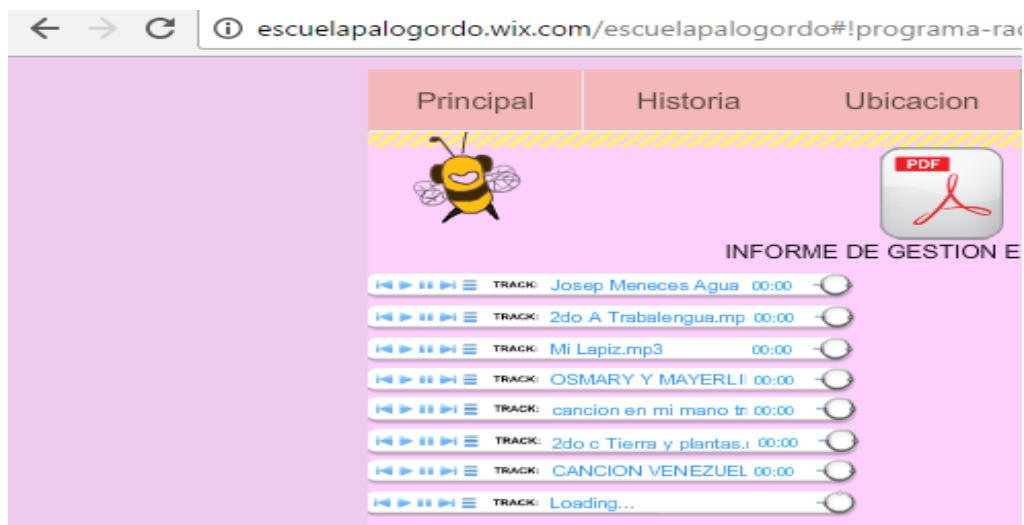 escuelapalogordo.wix.com/escuelapalogordo#!programa-rad
Principal Historia Ubicacion
PDF
INFORME DE GESTION E
TRACK: Josep Meneces Agua 00:00
TRACK: 2do A Trabalengua.mp 00:00
TRACK: Mi Lapiz.mp3 00:00
TRACK: OSMARY Y MAYERLI 00:00
TRACK: cancion en mi mano tr 00:00
TRACK: 2do c Tierra y plantas. 00:00
TRACK: CANCION VENEZUEL 00:00
TRACK: Loading...